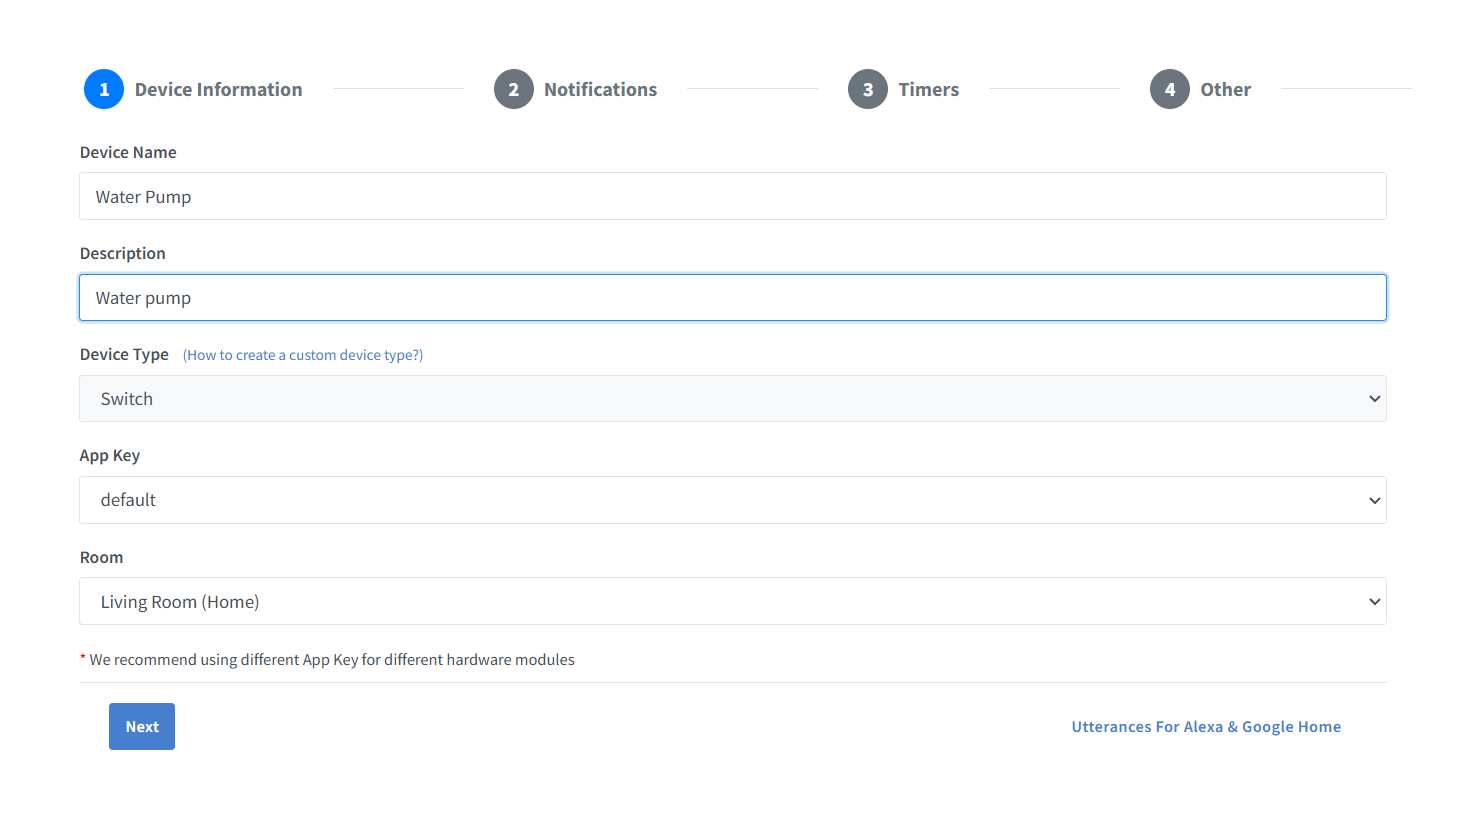 1 Device Information 2 Notifications 3 Timers 4 Other
Device Name
Water Pump
Description
Water pump
Device Type (How to create a custom device type?)
Switch
App Key
default
Room
Living Room (Home)
* We recommend using different App Key for different hardware modules
Next Utterances For Alexa & Google Home